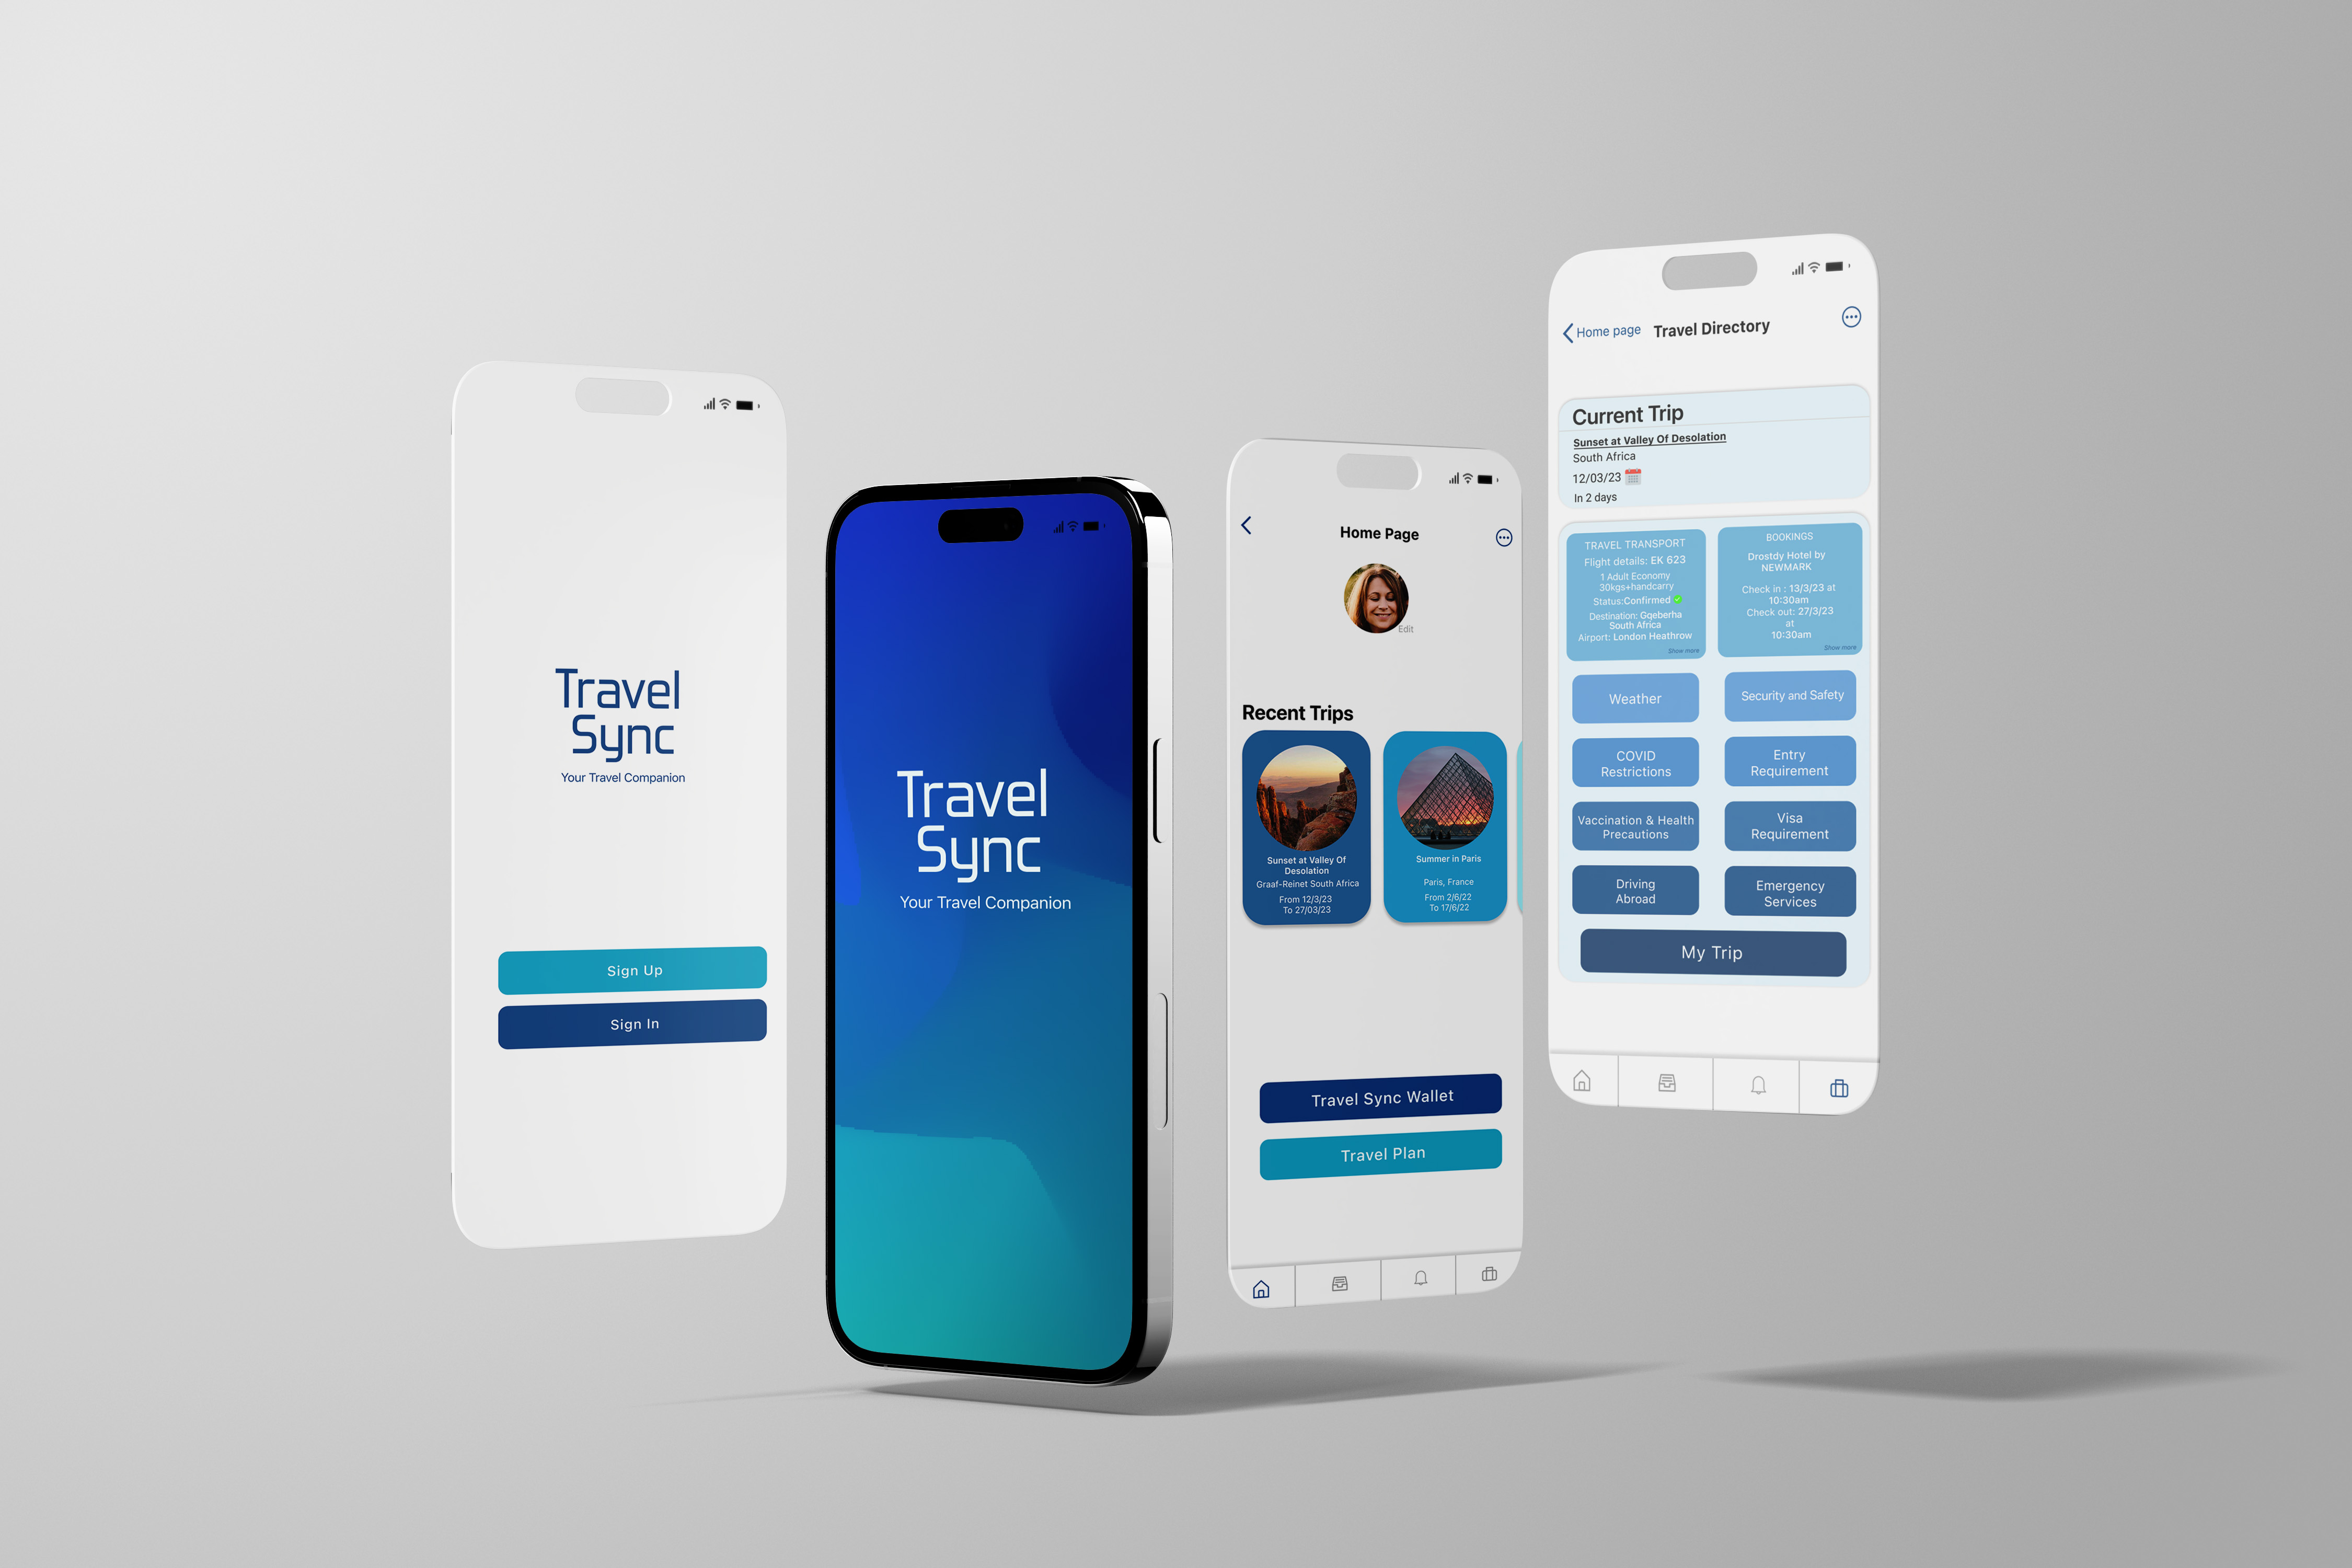 Travel
Sync
Your Travel Companion
Sign Up
Sign In
Travel
Sync
Your Travel Companion
Home Page
Edit
Recent Trips
Sunset at Valley Of
Desolation
Graaf-Reinet South Africa
From 12/3/23
To 27/03/23
Summer in Paris
Paris, France
From 2/6/22
To 17/6/22
Travel Sync Wallet
Travel Plan
Home page
Travel Directory
Current Trip
Sunset at Valley Of Desolation
South Africa
12/03/23
In 2 days
TRAVEL TRANSPORT
Flight details: EK 623
1 Adult Economy
30kgs+handcarry
Status:Confirmed
Destination: Gqeberha
South Africa
Airport: London Heathrow
Show more
BOOKINGS
Drostdy Hotel by
NEWMARK
Check in : 13/3/23 at
10:30am
Check out: 27/3/23
at
10:30am
Show more
Weather
Security and Safety
COVID
Restrictions
Entry
Requirement
Vaccination & Health
Precautions
Visa
Requirement
Driving
Abroad
Emergency
Services
My Trip